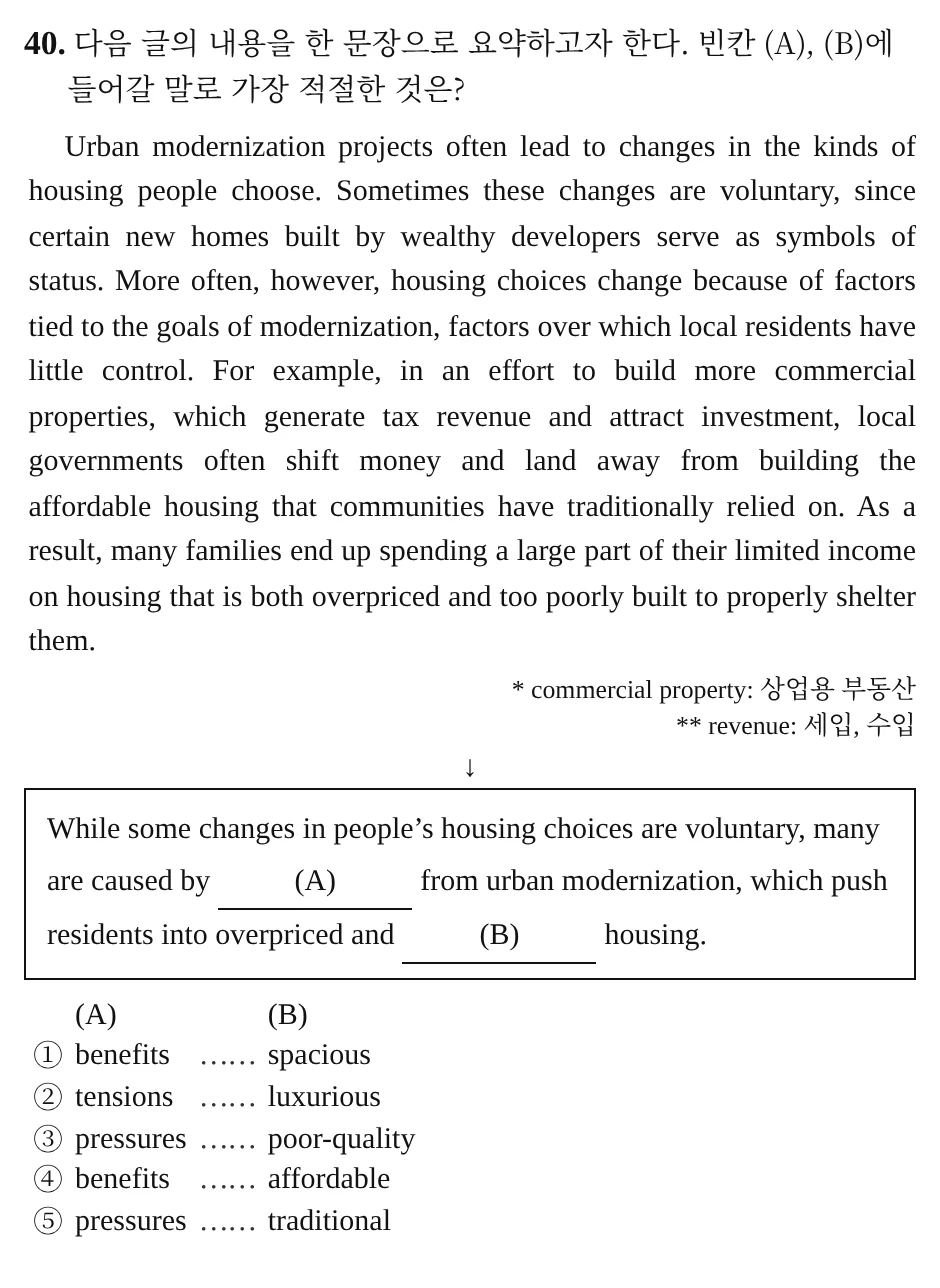 40. 다음 글의 내용을 한 문장으로 요약하고자 한다. 빈칸 (A), (B)에
들어갈 말로 가장 적절한 것은?
Urban modernization projects often lead to changes in the kinds of
housing people choose. Sometimes these changes are voluntary, since
certain new homes built by wealthy developers serve as symbols of
status. More often, however, housing choices change because of factors
tied to the goals of modernization, factors over which local residents have
little control. For example, in an effort to build more commercial
properties, which generate tax revenue and attract investment, local
governments often shift money and land away from building the
affordable housing that communities have traditionally relied on. As a
result, many families end up spending a large part of their limited income
on housing that is both overpriced and too poorly built to properly shelter
them.
* commercial property: 상업용 부동산
** revenue: 세입, 수입
↓
While some changes in people’s housing choices are voluntary, many
are caused by (A) from urban modernization, which push
residents into overpriced and (B) housing.
(A) (B)
① benefits …… spacious
② tensions …… luxurious
③ pressures …… poor-quality
④ benefits …… affordable
⑤ pressures …… traditional